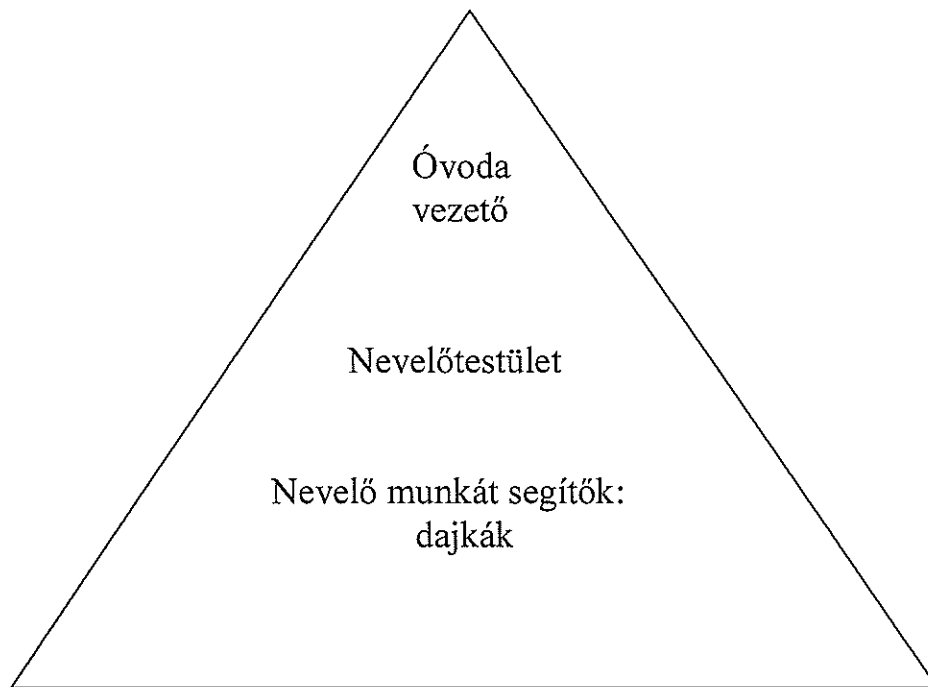 Óvoda
vezető
Nevelőtestület
Nevelő munkát segítők:
dajkák